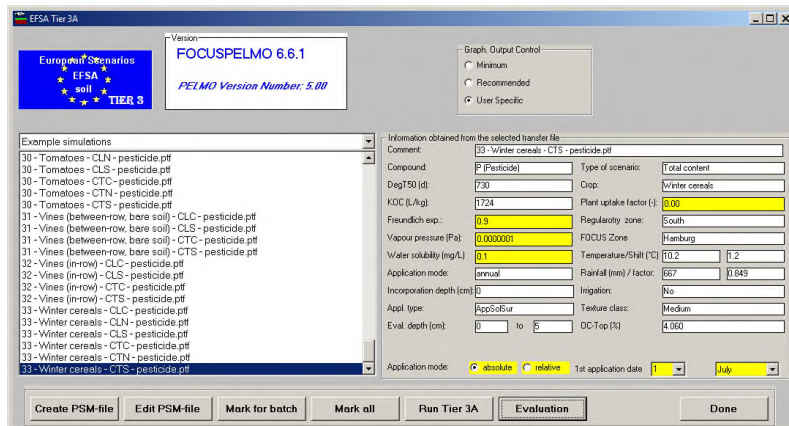 EFSA Tier 3A
European Scenarios
EFSA
soil
TIER 3
Version
FOCUSPELMO 6.6.1
PELMO Version Number: 5.00
Graph. Output Control
Minimum
Recommended
User Specific
Example simulations
30 - Tomatoes - CLN - pesticide.ptf
30 - Tomatoes - CLS - pesticide.ptf
30 - Tomatoes - CTC - pesticide.ptf
30 - Tomatoes - CTN - pesticide.ptf
30 - Tomatoes - CTS - pesticide.ptf
31 - Vines (between-row, bare soil) - CLC - pesticide.ptf
31 - Vines (between-row, bare soil) - CLS - pesticide.ptf
31 - Vines (between-row, bare soil) - CTC - pesticide.ptf
31 - Vines (between-row, bare soil) - CTS - pesticide.ptf
32 - Vines (in-row) - CLC - pesticide.ptf
32 - Vines (in-row) - CLS - pesticide.ptf
32 - Vines (in-row) - CTC - pesticide.ptf
32 - Vines (in-row) - CTS - pesticide.ptf
33 - Winter cereals - CLC - pesticide.ptf
33 - Winter cereals - CLN - pesticide.ptf
33 - Winter cereals - CLS - pesticide.ptf
33 - Winter cereals - CTC - pesticide.ptf
33 - Winter cereals - CTN - pesticide.ptf
33 - Winter cereals - CTS - pesticide.ptf
Information obtained from the selected transfer file
Comment: 33 - Winter cereals - CTS - pesticide.ptf
Compound: P (Pesticide) Type of scenario: Total content
DegT50 (d): 730 Crop: Winter cereals
KOC (L/kg): 1724 Plant uptake factor (-): 0.00
Freundlich exp.: 0.9 Regularotry zone: South
Vapour pressure (Pa): 0.0000001 FOCUS Zone Hamburg
Water solubility (mg/L) 0.1 Temperature/Shift (°C) 10.2 1.2
Application mode: annual Rainfall (mm) / factor: 667 0.849
Incorporation depth (cm): 0 Irrigation: No
Appl. type: AppSolSur Texture class: Medium
Eval. depth (cm): 0 to 5 OC-Top (%) 4.060
Application mode: absolute relative 1st application date 1 July
Create PSM-file Edit PSM-file Mark for batch Mark all Run Tier 3A Evaluation Done